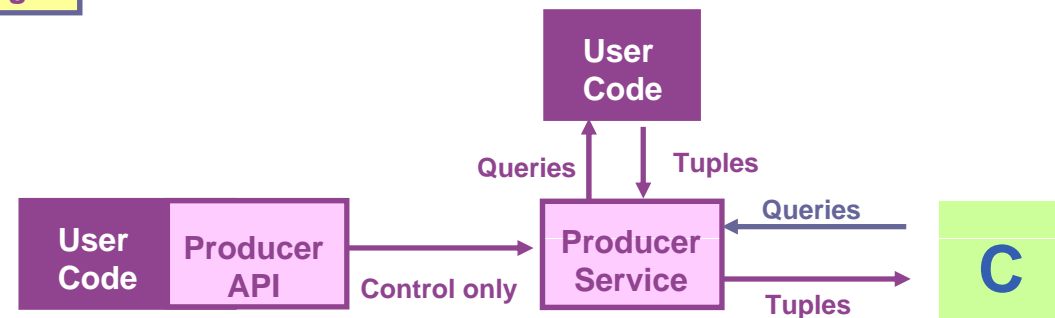 User
Code
Queries
Tuples
User
Code
Producer
API
Control only
Producer
Service
Queries
Tuples
C